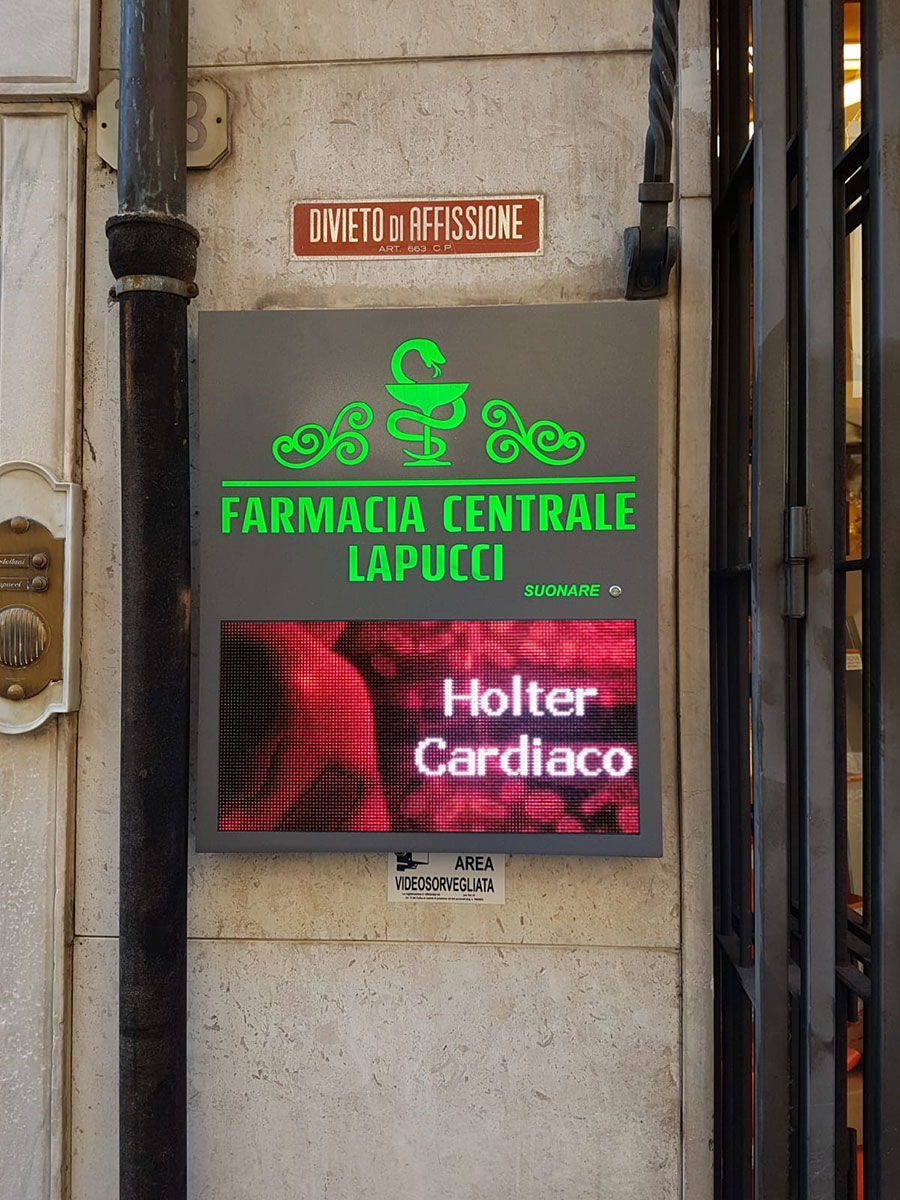 DIVIETO DI AFFISSIONE
ART. 663 C.P.
FARMACIA CENTRALE
LAPUCCI
SUONARE
Holter
Cardiaco
AREA
VIDEOSORVEGLIATA